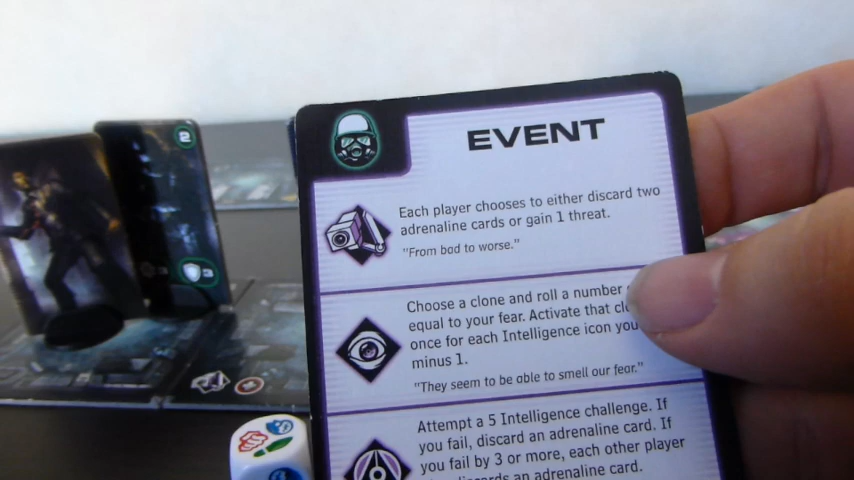 2
3
EVENT
Each player chooses to either discard two
adrenaline cards or gain 1 threat.
"From bad to worse."
Choose a clone and roll a number
equal to your fear. Activate that
once for each Intelligence icon you
minus 1.
"They seem to be able to smell our fear."
Attempt a 5 Intelligence challenge. If
you fail, discard an adrenaline card. If
you fail by 3 or more, each other player
discards an adrenaline card.